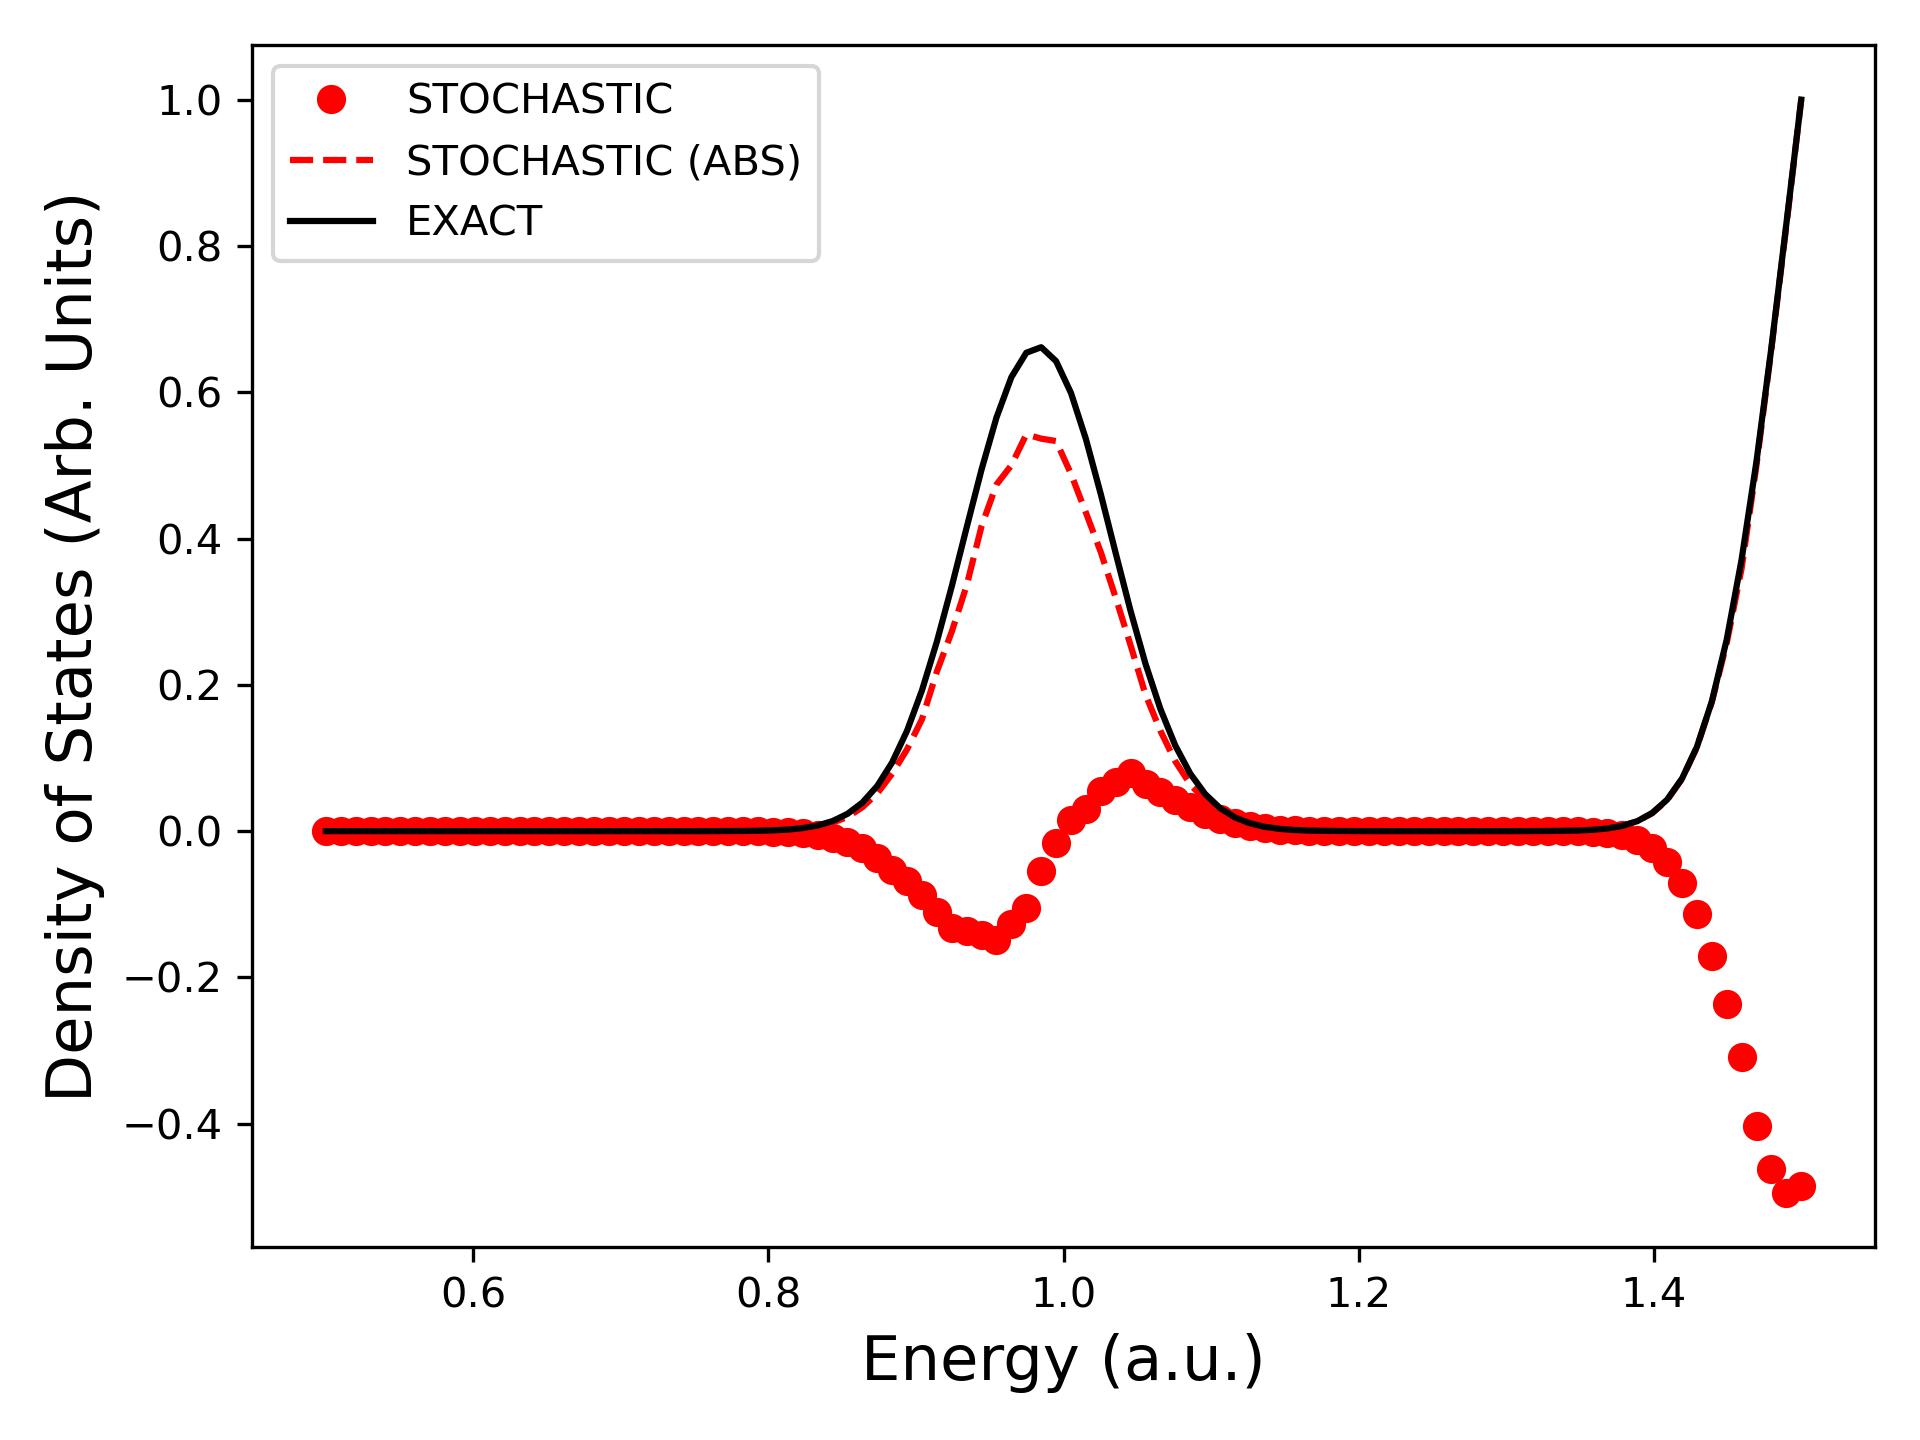 STOCHASTIC
STOCHASTIC (ABS)
EXACT
Density of States (Arb. Units)
1.0
0.8
0.6
0.4
0.2
0.0
−0.2
−0.4
0.6 0.8 1.0 1.2 1.4
Energy (a.u.)